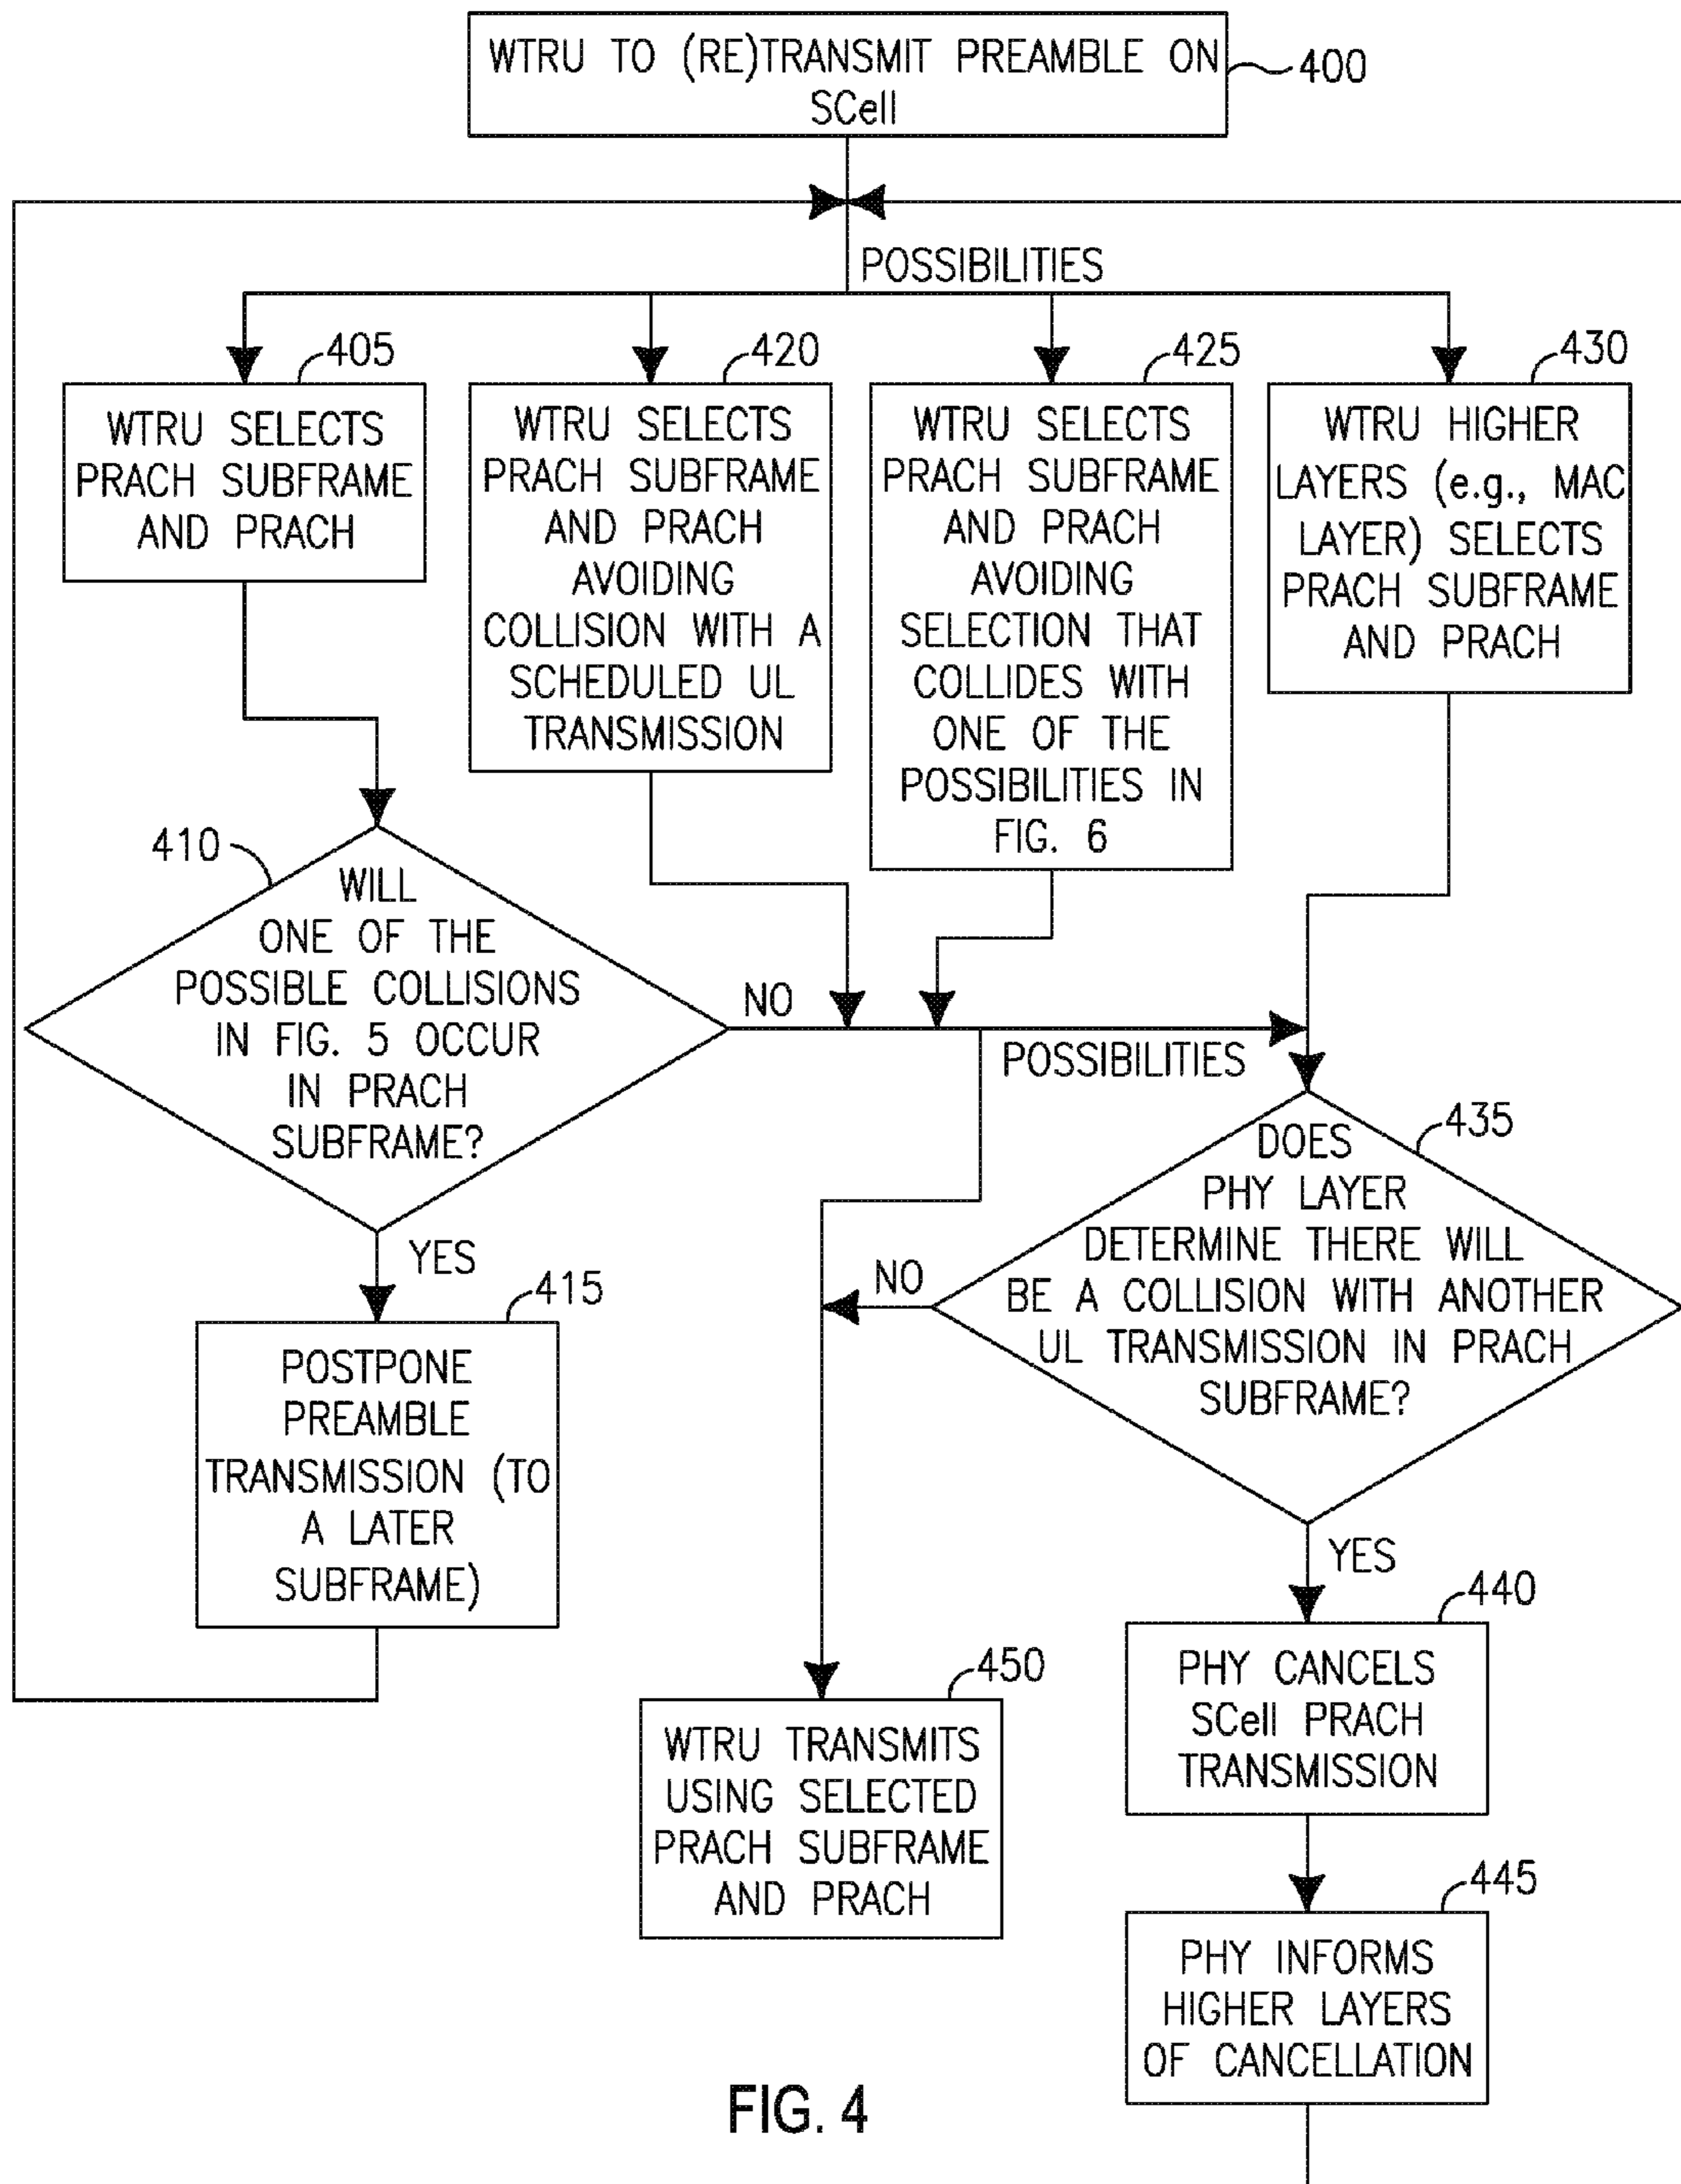 WTRU TO (RE)TRANSMIT PREAMBLE ON
SCell
400
POSSIBILITIES
405
WTRU SELECTS
PRACH SUBFRAME
AND PRACH
420
WTRU SELECTS
PRACH SUBFRAME
AND PRACH
AVOIDING
COLLISION WITH A
SCHEDULED UL
TRANSMISSION
425
WTRU SELECTS
PRACH SUBFRAME
AND PRACH
AVOIDING
SELECTION THAT
COLLIDES WITH
ONE OF THE
POSSIBILITIES IN
FIG. 6
430
WTRU HIGHER
LAYERS (e.g., MAC
LAYER) SELECTS
PRACH SUBFRAME
AND PRACH
410
WILL
ONE OF THE
POSSIBLE COLLISIONS
IN FIG. 5 OCCUR
IN PRACH
SUBFRAME?
NO
POSSIBILITIES
YES
415
POSTPONE
PREAMBLE
TRANSMISSION (TO
A LATER
SUBFRAME)
435
DOES
PHY LAYER
DETERMINE THERE WILL
BE A COLLISION WITH ANOTHER
UL TRANSMISSION IN PRACH
SUBFRAME?
NO
YES
440
PHY CANCELS
SCell PRACH
TRANSMISSION
450
WTRU TRANSMITS
USING SELECTED
PRACH SUBFRAME
AND PRACH
445
PHY INFORMS
HIGHER LAYERS
OF CANCELLATION
FIG. 4